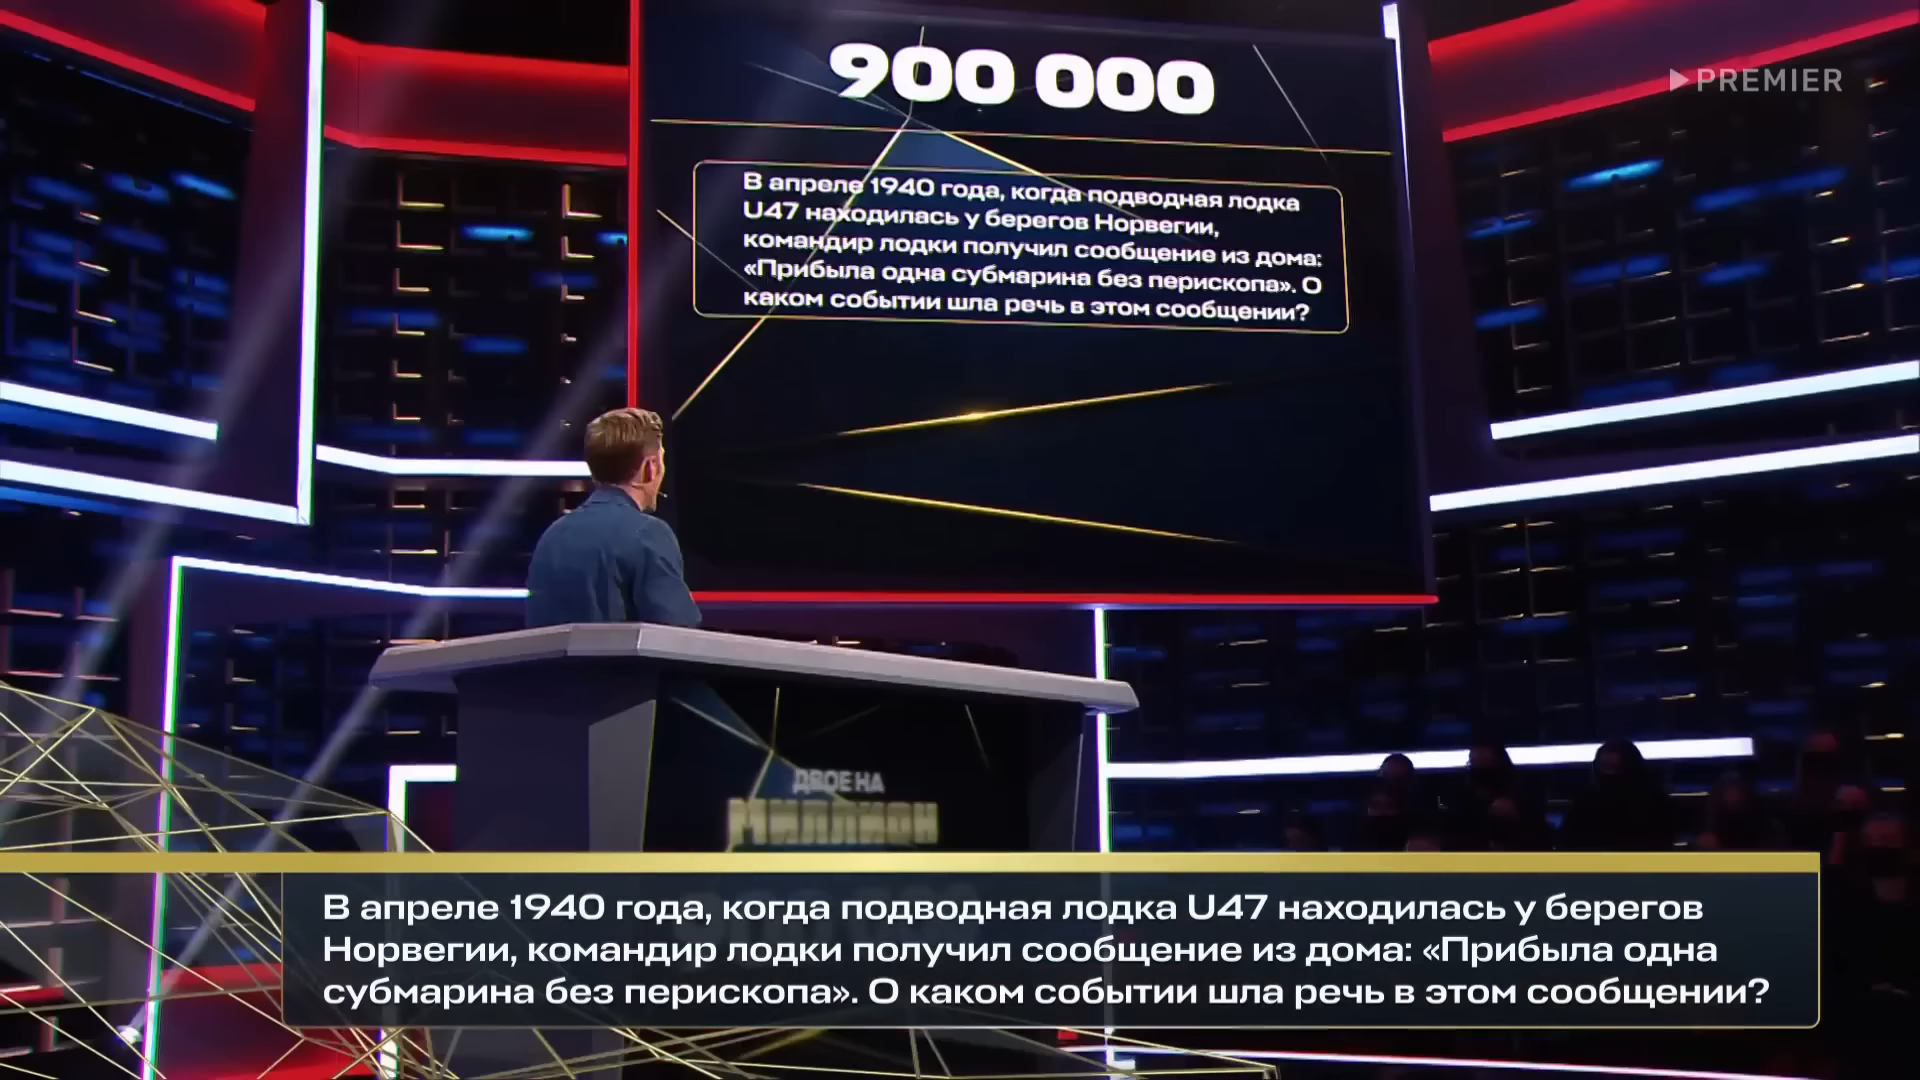 900 000
PREMIER
В апреле 1940 года, когда подводная лодка
U47 находилась у берегов Норвегии,
командир лодки получил сообщение из дома:
«Прибыла одна субмарина без перископа». О
каком событии шла речь в этом сообщении?
ДВОЕ НА
МИЛЛИОН
В апреле 1940 года, когда подводная лодка U47 находилась у берегов
Норвегии, командир лодки получил сообщение из дома: «Прибыла одна
субмарина без перископа». О каком событии шла речь в этом сообщении?